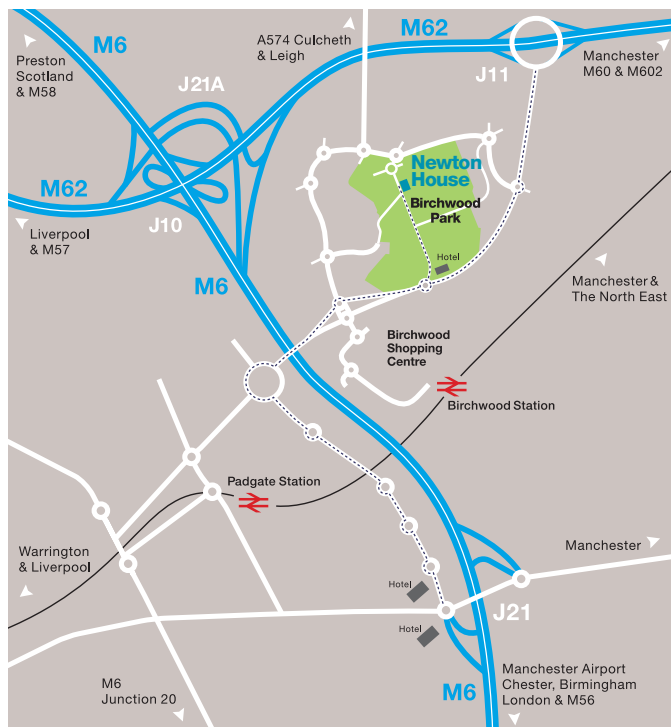 M6
M62
A574 Culcheth
& Leigh
Preston
Scotland
& M58
J21A
J11
Manchester
M60 & M602
Newton
House
Birchwood
Park
M62
J10
Liverpool
& M57
Hotel
M6
Manchester &
The North East
Birchwood
Shopping
Centre
Birchwood Station
Padgate Station
Warrington
& Liverpool
Manchester
Hotel
J21
Hotel
M6
Junction 20
M6
Manchester Airport
Chester, Birmingham
London & M56